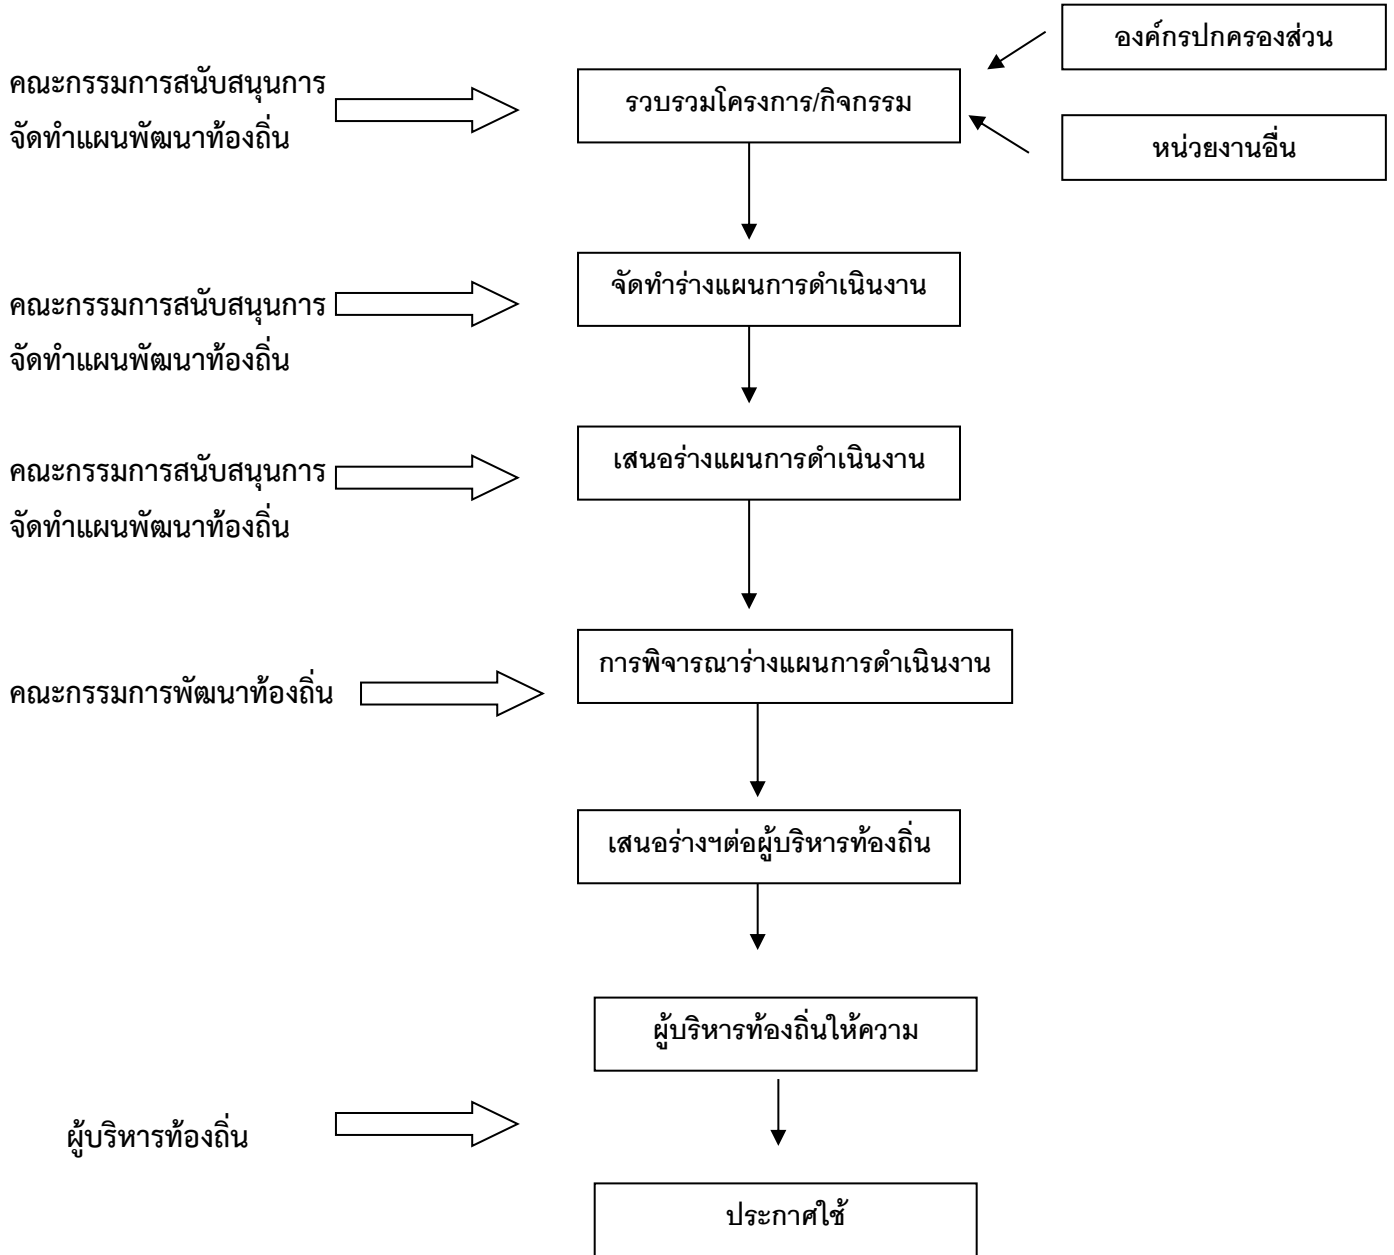 องค์กรปกครองส่วน
คณะกรรมการสนับสนุนการ
จัดทำแผนพัฒนาท้องถิ่น
รวบรวมโครงการ/กิจกรรม
หน่วยงานอื่น
คณะกรรมการสนับสนุนการ
จัดทำแผนพัฒนาท้องถิ่น
จัดทำร่างแผนการดำเนินงาน
คณะกรรมการสนับสนุนการ
จัดทำแผนพัฒนาท้องถิ่น
เสนอร่างแผนการดำเนินงาน
คณะกรรมการพัฒนาท้องถิ่น
การพิจารณาร่างแผนการดำเนินงาน
เสนอร่างฯต่อผู้บริหารท้องถิ่น
ผู้บริหารท้องถิ่นให้ความ
ผู้บริหารท้องถิ่น
ประกาศใช้